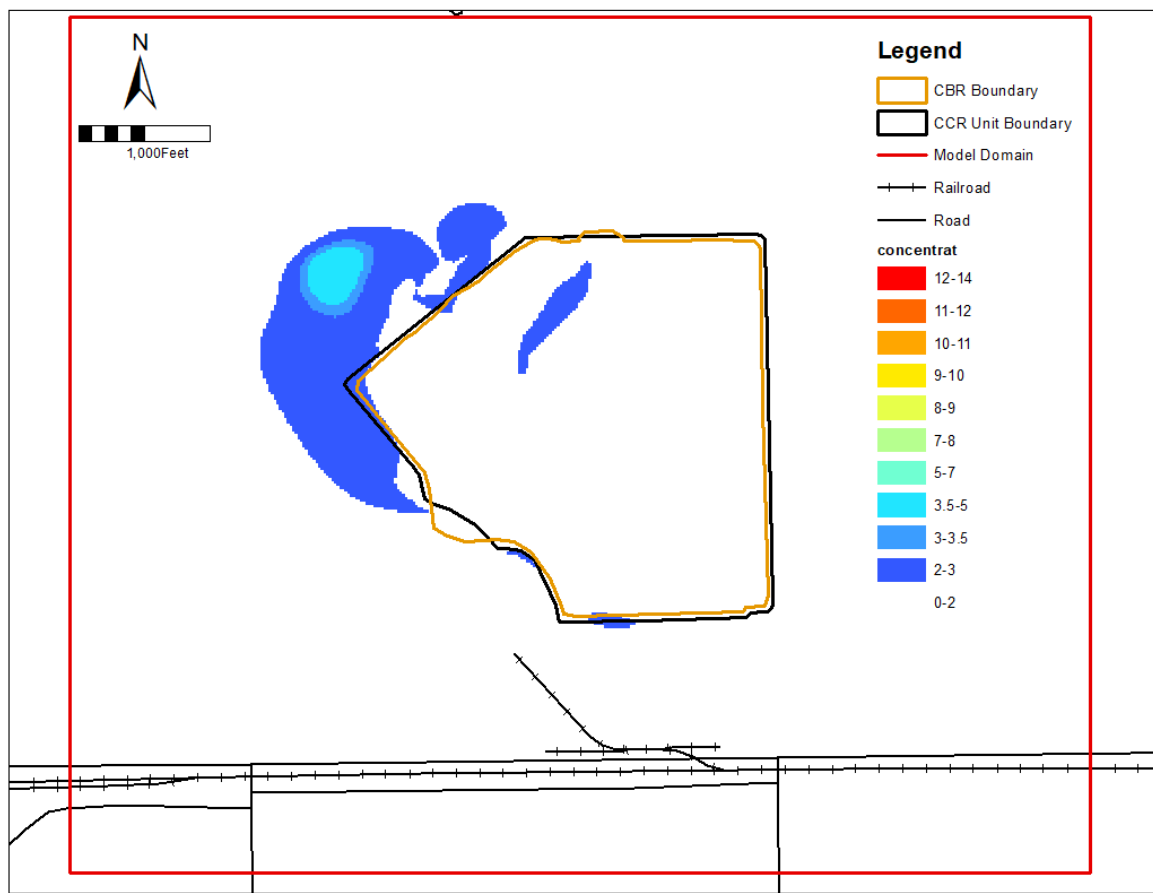 N
1,000Feet
Legend
CBR Boundary
CCR Unit Boundary
Model Domain
Railroad
Road
concentrat
12-14
11-12
10-11
9-10
8-9
7-8
5-7
3.5-5
3-3.5
2-3
0-2